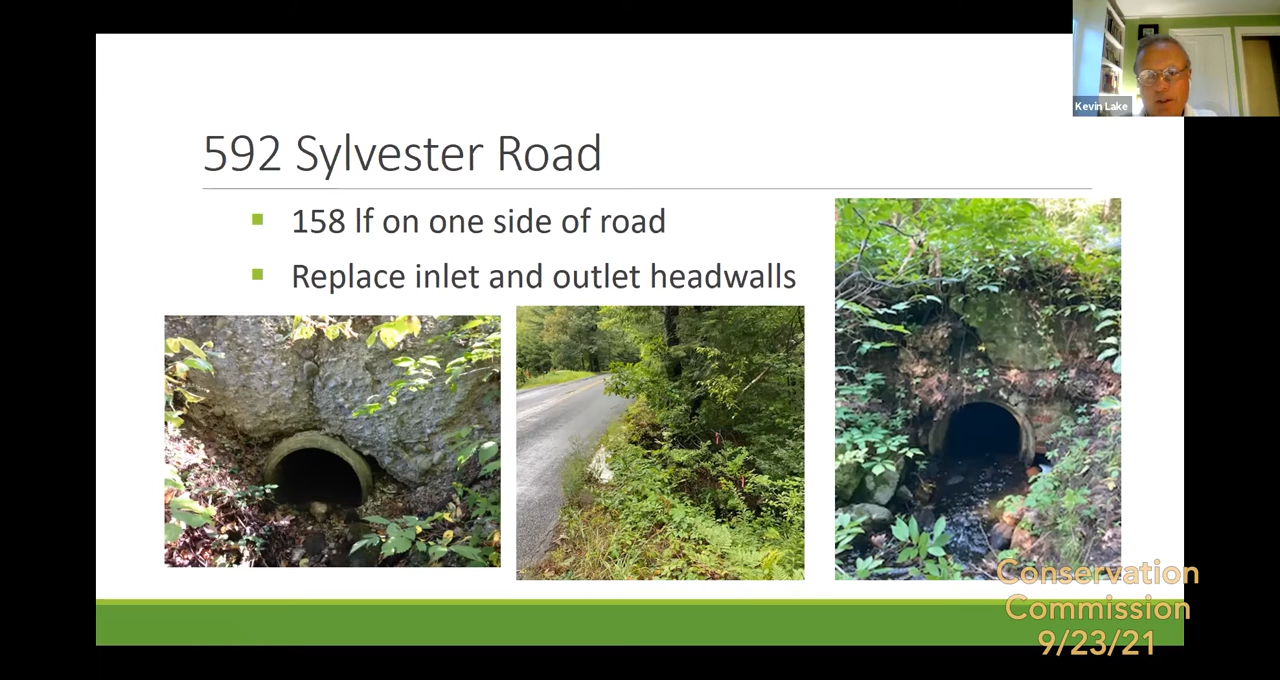 Kevin Lake
592 Sylvester Road
158 lf on one side of road
Replace inlet and outlet headwalls
Conservation
Commission
9/23/21